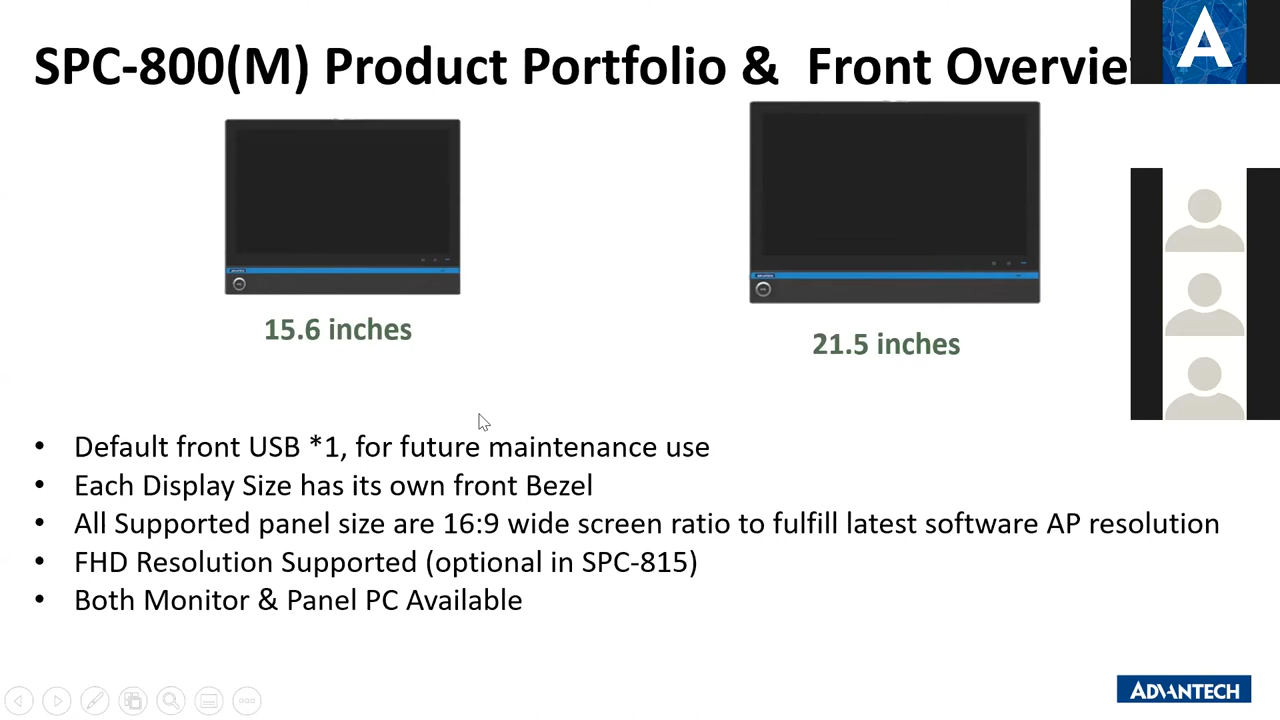 SPC-800(M) Product Portfolio & Front Overvie
A
15.6 inches
21.5 inches
• Default front USB *1, for future maintenance use
• Each Display Size has its own front Bezel
• All Supported panel size are 16:9 wide screen ratio to fulfill latest software AP resolution
• FHD Resolution Supported (optional in SPC-815)
• Both Monitor & Panel PC Available
ADVANTECH